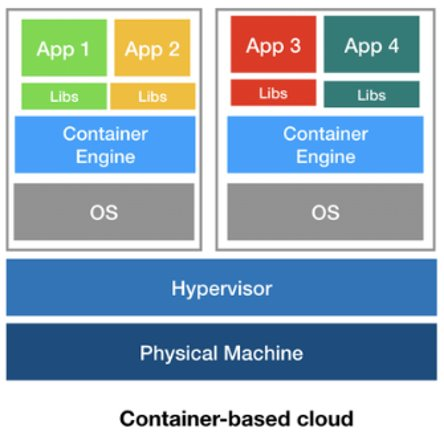 App 1
App 2
App 3
App 4
Libs
Libs
Libs
Libs
Container
Engine
Container
Engine
OS
OS
Hypervisor
Physical Machine
Container-based cloud